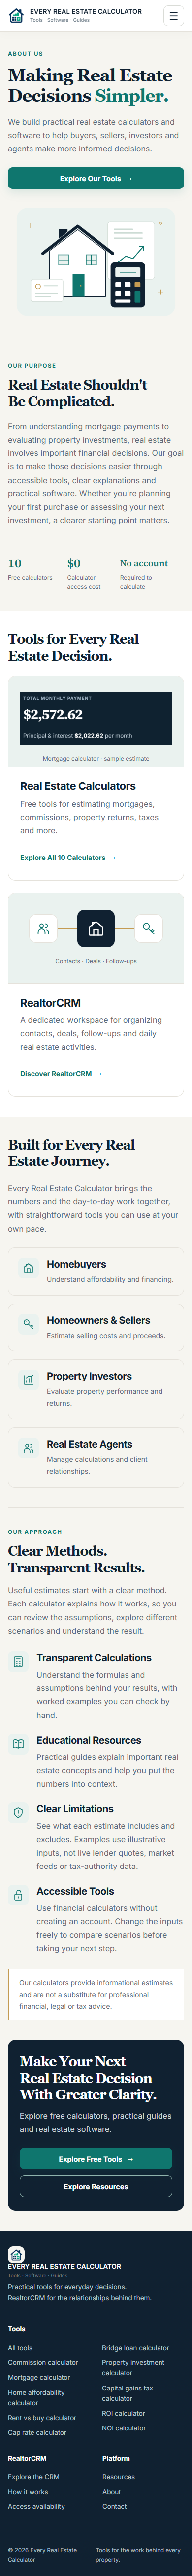 EVERY REAL ESTATE CALCULATOR
Tools · Software · Guides
ABOUT US
Making Real Estate
Decisions Simpler.
We build practical real estate calculators and
software to help buyers, sellers, investors and
agents make more informed decisions.
Explore Our Tools →
OUR PURPOSE
Real Estate Shouldn't
Be Complicated.
From understanding mortgage payments to
evaluating property investments, real estate
involves important financial decisions. Our goal
is to make those decisions easier through
accessible tools, clear explanations and
practical software. Whether you're planning
your first purchase or assessing your next
investment, a clearer starting point matters.
10
Free calculators
$0
Calculator
access cost
No account
Required to
calculate
Tools for Every Real
Estate Decision.
TOTAL MONTHLY PAYMENT
$2,572.62
Principal & interest $2,022.62 per month
Mortgage calculator · sample estimate
Real Estate Calculators
Free tools for estimating mortgages,
commissions, property returns, taxes
and more.
Explore All 10 Calculators →
Contacts · Deals · Follow-ups
RealtorCRM
A dedicated workspace for organizing
contacts, deals, follow-ups and daily
real estate activities.
Discover RealtorCRM →
Built for Every Real
Estate Journey.
Every Real Estate Calculator brings the
numbers and the day-to-day work together,
with straightforward tools you can use at your
own pace.
Homebuyers
Understand affordability and financing.
Homeowners & Sellers
Estimate selling costs and proceeds.
Property Investors
Evaluate property performance and
returns.
Real Estate Agents
Manage calculations and client
relationships.
OUR APPROACH
Clear Methods.
Transparent Results.
Useful estimates start with a clear method.
Each calculator explains how it works, so you
can review the assumptions, explore different
scenarios and understand the result.
Transparent Calculations
Understand the formulas and
assumptions behind your results, with
worked examples you can check by
hand.
Educational Resources
Practical guides explain important real
estate concepts and help you put the
numbers into context.
Clear Limitations
See what each estimate includes and
excludes. Examples use illustrative
inputs, not live lender quotes, market
feeds or tax-authority data.
Accessible Tools
Use financial calculators without
creating an account. Change the inputs
freely to compare scenarios before
taking your next step.
Our calculators provide informational estimates
and are not a substitute for professional
financial, legal or tax advice.
Make Your Next
Real Estate Decision
With Greater Clarity.
Explore free calculators, practical guides
and real estate software.
Explore Free Tools →
Explore Resources
EVERY REAL ESTATE CALCULATOR
Tools · Software · Guides
Practical tools for everyday decisions.
RealtorCRM for the relationships behind them.
Tools
All tools
Commission calculator
Mortgage calculator
Home affordability
calculator
Rent vs buy calculator
Cap rate calculator
Bridge loan calculator
Property investment
calculator
Capital gains tax
calculator
ROI calculator
NOI calculator
RealtorCRM
Explore the CRM
How it works
Access availability
Platform
Resources
About
Contact
© 2026 Every Real Estate
Calculator
Tools for the work behind every
property.